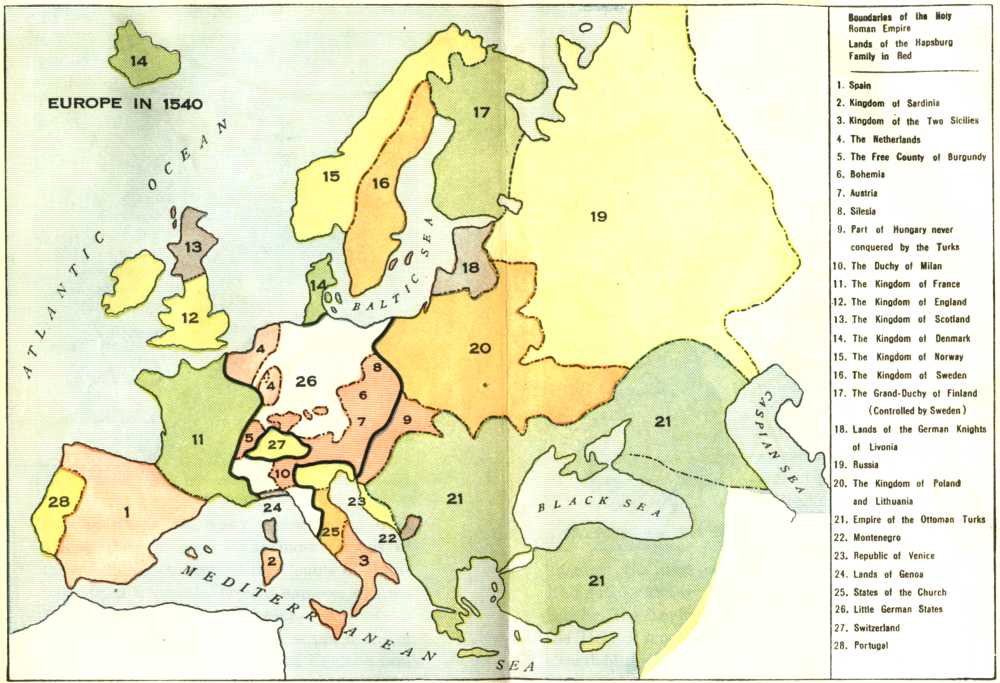 EUROPE IN 1540
ATLANTIC OCEAN
BALTIC SEA
BLACK SEA
CASPIAN SEA
MEDITERRANEAN SEA
14
17
15
16
19
13
18
14
12
4
20
26
8
4
6
11
7
9
21
5
27
10
28
1
24
23
21
25
22
2
3
21
Boundaries of the Holy
Roman Empire
Lands of the Hapsburg
Family in Red
1. Spain
2. Kingdom of Sardinia
3. Kingdom of the Two Sicilies
4. The Netherlands
5. The Free County of Burgundy
6. Bohemia
7. Austria
8. Silesia
9. Part of Hungary never
conquered by the Turks
10. The Duchy of Milan
11. The Kingdom of France
12. The Kingdom of England
13. The Kingdom of Scotland
14. The Kingdom of Denmark
15. The Kingdom of Norway
16. The Kingdom of Sweden
17. The Grand-Duchy of Finland
(Controlled by Sweden)
18. Lands of the German Knights
of Livonia
19. Russia
20. The Kingdom of Poland
and Lithuania
21. Empire of the Ottoman Turks
22. Montenegro
23. Republic of Venice
24. Lands of Genoa
25. States of the Church
26. Little German States
27. Switzerland
28. Portugal